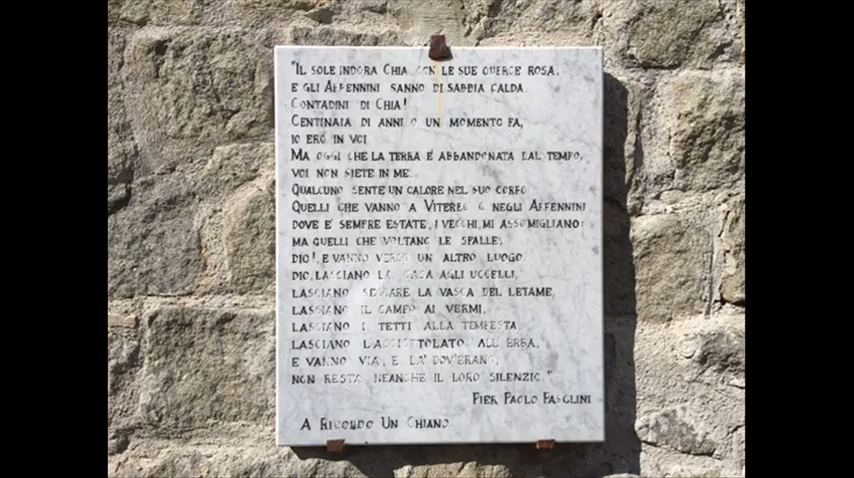 "IL SOLE INDORA CHIA CON LE SUE QUERCE ROSA,
E GLI APPENNINI SANNO DI SABBIA CALDA.
CONTADINI DI CHIA!
CENTINAIA DI ANNI O UN MOMENTO FA,
IO ERO IN VOI
MA OGGI CHE LA TERRA E' ABBANDONATA DAL TEMPO,
VOI NON SIETE IN ME.
QUALCUNO SENTE UN CALORE NEL SUO CORPO
QUELLI CHE VANNO A VITERBO O NEGLI APPENNINI
DOVE E' SEMPRE ESTATE, I VECCHI, MI ASSOMIGLIANO:
MA QUELLI CHE VOLTANO LE SPALLE,
DIO!, E VANNO VERSO UN ALTRO LUOGO.
DIO, LASCIANO LA CASA AGLI UCCELLI,
LASCIANO SECCARE LA VASCA DEL LETAME,
LASCIANO IL CAMPO AI VERMI,
LASCIANO I TETTI ALLA TEMPESTA,
LASCIANO L'ACCIOTTOLATO ALL'ERBA,
E VANNO VIA, E LA' DOV'ERANO,
NON RESTA NEANCHE IL LORO SILENZIO."
PIER PAOLO PASOLINI
A RICORDO UN CHIANO